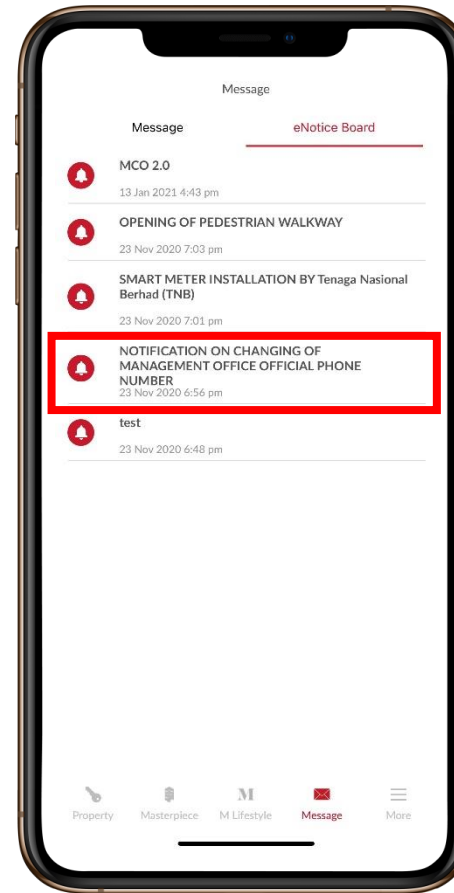 Message
Message eNotice Board
MCO 2.0
13 Jan 2021 4:43 pm
OPENING OF PEDESTRIAN WALKWAY
23 Nov 2020 7:03 pm
SMART METER INSTALLATION BY Tenaga Nasional
Berhad (TNB)
23 Nov 2020 7:01 pm
NOTIFICATION ON CHANGING OF
MANAGEMENT OFFICE OFFICIAL PHONE
NUMBER
23 Nov 2020 6:56 pm
test
23 Nov 2020 6:48 pm
M
Property Masterpiece M Lifestyle Message More